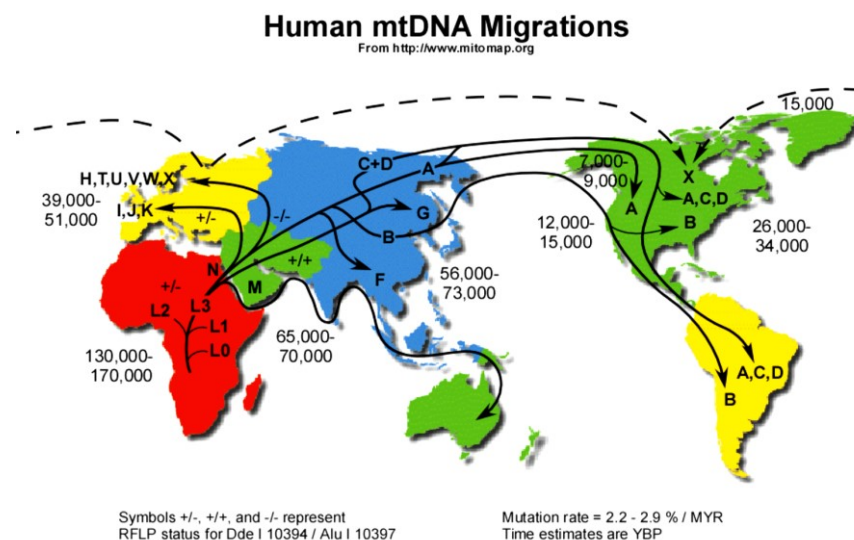 Human mtDNA Migrations
From http://www.mitomap.org
15,000
C+D
A
7,000-
9,000
X
H,T,U,V,W,X
39,000-
51,000
I,J,K
+/-
-/-
G
A
A,C,D
B
12,000-
15,000
B
26,000-
34,000
N
+/+
M
F
56,000-
73,000
+/-
L2
L3
L1
L0
65,000-
70,000
130,000-
170,000
A,C,D
B
Symbols +/-, +/+, and -/- represent
RFLP status for Dde I 10394 / Alu I 10397
Mutation rate = 2.2 - 2.9 % / MYR
Time estimates are YBP